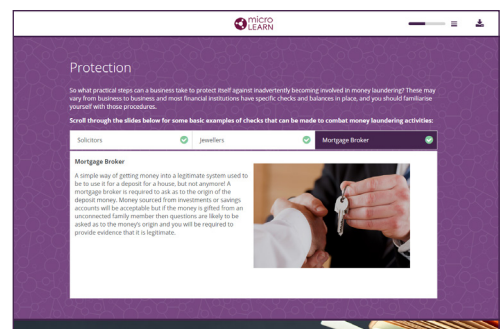 micro
LEARN
Protection
So what practical steps can a business take to protect itself against inadvertently becoming involved in money laundering? These may
vary from business to business and most financial institutions have specific checks and balances in place, and you should familiarise
yourself with those procedures.
Scroll through the slides below for some basic examples of checks that can be made to combat money laundering activities:
Solicitors
Jewellers
Mortgage Broker
Mortgage Broker
A simple way of getting money into a legitimate system used to
be to use it for a deposit for a house, but not anymore! A
mortgage broker is required to ask as to the origin of the
deposit money. Money sourced from investments or savings
accounts will be acceptable but if the money is gifted from an
unconnected family member then questions are likely to be
asked as to the money's origin and you will be required to
provide evidence that it is legitimate.